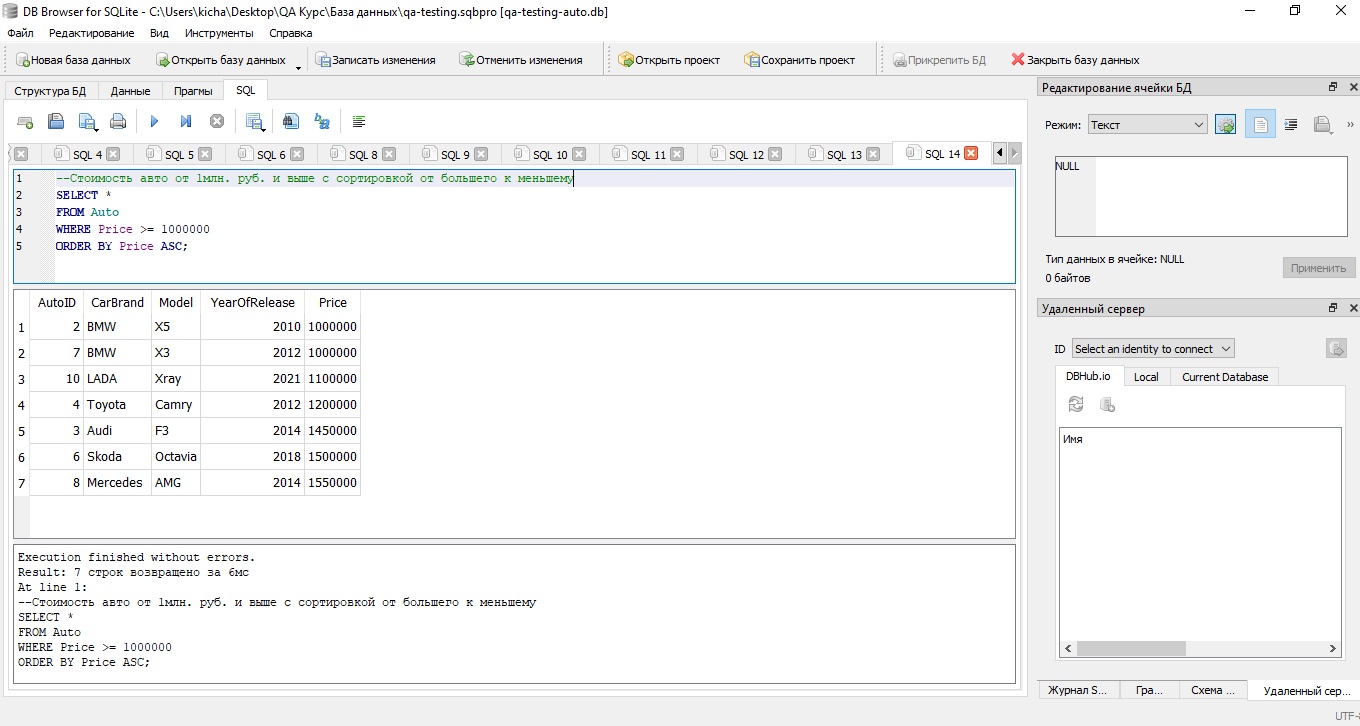 DB Browser for SQLite - C:\Users\kicha\Desktop\QA Курс\База данных\qa-testing.sqbpro [qa-testing-auto.db]
Файл Редактирование Вид Инструменты Справка
Новая база данных Открыть базу данных Записать изменения Отменить изменения Открыть проект Сохранить проект Прикрепить БД Закрыть базу данных
Структура БД Данные Прагмы SQL
SQL 4 SQL 5 SQL 6 SQL 8 SQL 9 SQL 10 SQL 11 SQL 12 SQL 13 SQL 14
1 --Стоимость авто от 1млн. руб. и выше с сортировкой от большего к меньшему
2 SELECT *
3 FROM Auto
4 WHERE Price >= 1000000
5 ORDER BY Price ASC;
AutoID CarBrand Model YearOfRelease Price
1 2 BMW X5 2010 1000000
2 7 BMW X3 2012 1000000
3 10 LADA Xray 2021 1100000
4 4 Toyota Camry 2012 1200000
5 3 Audi F3 2014 1450000
6 6 Skoda Octavia 2018 1500000
7 8 Mercedes AMG 2014 1550000
Execution finished without errors.
Result: 7 строк возвращено за 6мс
At line 1:
--Стоимость авто от 1млн. руб. и выше с сортировкой от большего к меньшему
SELECT *
FROM Auto
WHERE Price >= 1000000
ORDER BY Price ASC;
Редактирование ячейки БД
Режим: Текст
NULL
Тип данных в ячейке: NULL
0 байтов
Применить
Удаленный сервер
ID Select an identity to connect
DBHub.io Local Current Database
Имя
Журнал S... Гра... Схема ... Удаленный сер...
UTF-8